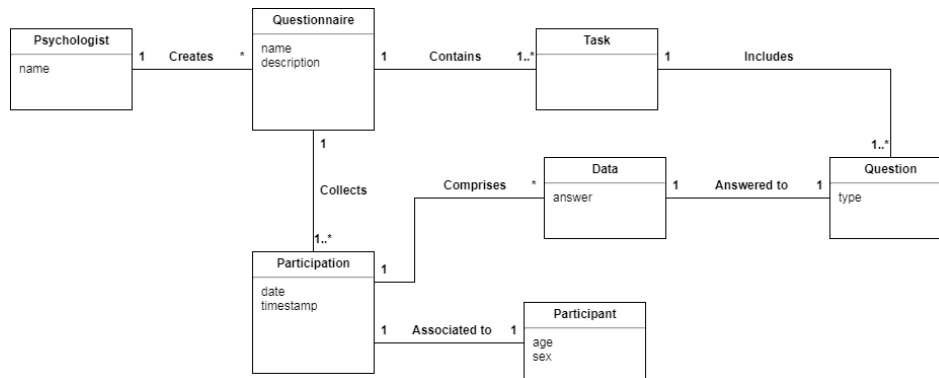 Psychologist
name
1 Creates *
Questionnaire
name
description
1 Contains 1..*
Task
1 Includes
1..*
1
Collects
1..*
Participation
date
timestamp
1
Comprises *
Data
answer
1 Answered to 1
Question
type
1 Associated to 1
Participant
age
sex